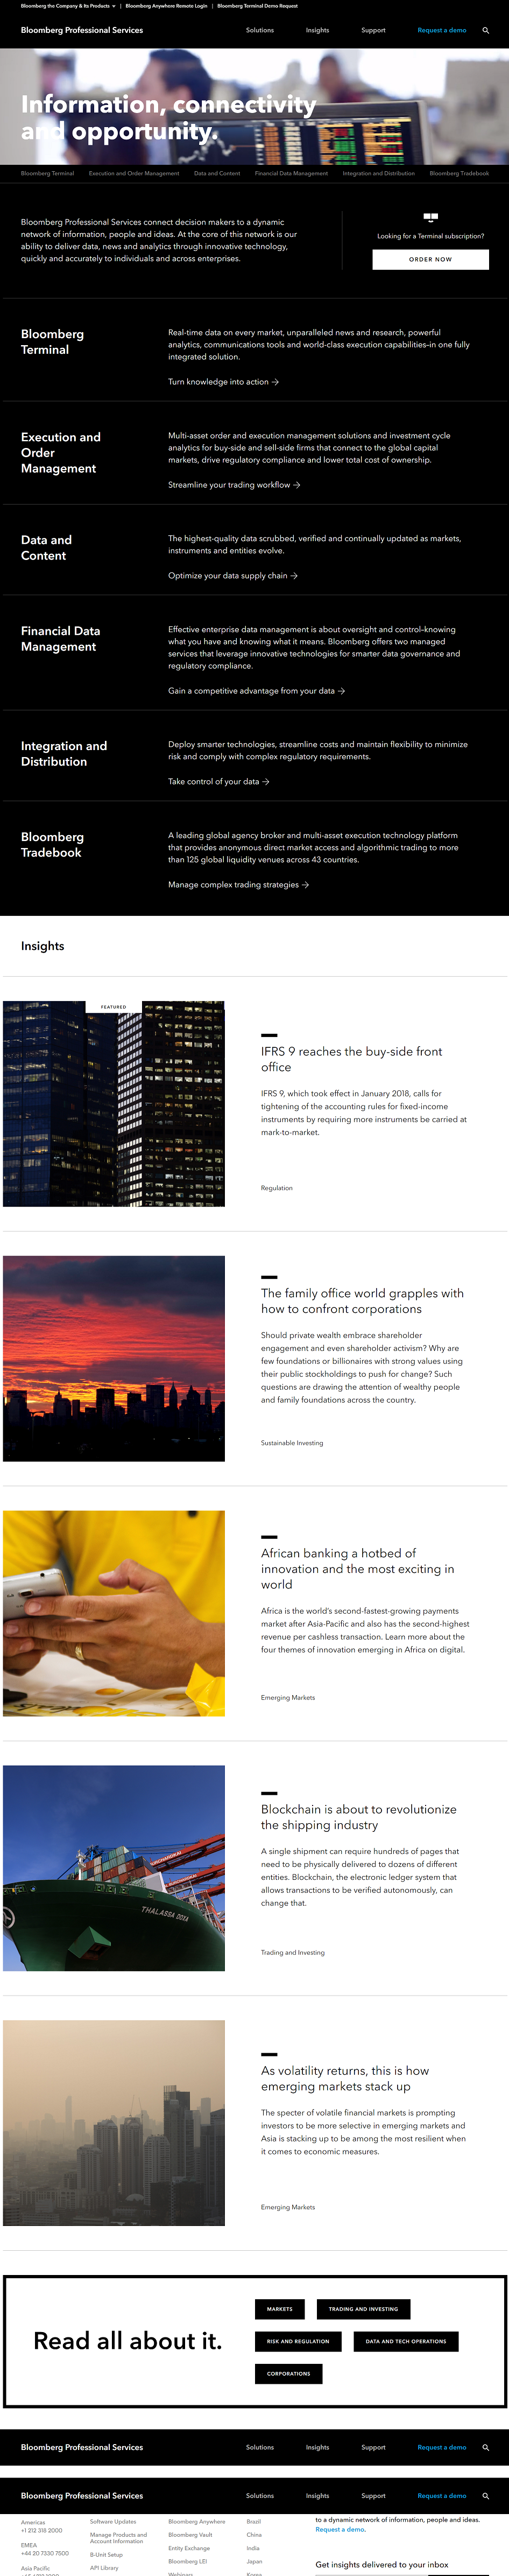 Bloomberg the Company & Its Products ▾ | Bloomberg Anywhere Remote Login | Bloomberg Terminal Demo Request
Bloomberg Professional Services
Solutions Insights Support Request a demo
Information, connectivity
and opportunity.
Bloomberg Terminal Execution and Order Management Data and Content Financial Data Management Integration and Distribution Bloomberg Tradebook
Bloomberg Professional Services connect decision makers to a dynamic
network of information, people and ideas. At the core of this network is our
ability to deliver data, news and analytics through innovative technology,
quickly and accurately to individuals and across enterprises.
Looking for a Terminal subscription?
ORDER NOW
Bloomberg
Terminal
Real-time data on every market, unparalleled news and research, powerful
analytics, communications tools and world-class execution capabilities–in one fully
integrated solution.
Turn knowledge into action →
Execution and
Order
Management
Multi-asset order and execution management solutions and investment cycle
analytics for buy-side and sell-side firms that connect to the global capital
markets, drive regulatory compliance and lower total cost of ownership.
Streamline your trading workflow →
Data and
Content
The highest-quality data scrubbed, verified and continually updated as markets,
instruments and entities evolve.
Optimize your data supply chain →
Financial Data
Management
Effective enterprise data management is about oversight and control–knowing
what you have and knowing what it means. Bloomberg offers two managed
services that leverage innovative technologies for smarter data governance and
regulatory compliance.
Gain a competitive advantage from your data →
Integration and
Distribution
Deploy smarter technologies, streamline costs and maintain flexibility to minimize
risk and comply with complex regulatory requirements.
Take control of your data →
Bloomberg
Tradebook
A leading global agency broker and multi-asset execution technology platform
that provides anonymous direct market access and algorithmic trading to more
than 125 global liquidity venues across 43 countries.
Manage complex trading strategies →
Insights
FEATURED
IFRS 9 reaches the buy-side front
office
IFRS 9, which took effect in January 2018, calls for
tightening of the accounting rules for fixed-income
instruments by requiring more instruments be carried at
mark-to-market.
Regulation
The family office world grapples with
how to confront corporations
Should private wealth embrace shareholder
engagement and even shareholder activism? Why are
few foundations or billionaires with strong values using
their public stockholdings to push for change? Such
questions are drawing the attention of wealthy people
and family foundations across the country.
Sustainable Investing
African banking a hotbed of
innovation and the most exciting in
world
Africa is the world's second-fastest-growing payments
market after Asia-Pacific and also has the second-highest
revenue per cashless transaction. Learn more about the
four themes of innovation emerging in Africa on digital.
Emerging Markets
THALASSA DOXA
Blockchain is about to revolutionize
the shipping industry
A single shipment can require hundreds of pages that
need to be physically delivered to dozens of different
entities. Blockchain, the electronic ledger system that
allows transactions to be verified autonomously, can
change that.
Trading and Investing
As volatility returns, this is how
emerging markets stack up
The specter of volatile financial markets is prompting
investors to be more selective in emerging markets and
Asia is stacking up to be among the most resilient when
it comes to economic measures.
Emerging Markets
Read all about it.
MARKETS TRADING AND INVESTING
RISK AND REGULATION DATA AND TECH OPERATIONS
CORPORATIONS
Bloomberg Professional Services
Solutions Insights Support Request a demo
Bloomberg Professional Services
Solutions Insights Support Request a demo
Americas
+1 212 318 2000
EMEA
+44 20 7330 7500
Asia Pacific
Software Updates
Manage Products and
Account Information
B-Unit Setup
API Library
Bloomberg Anywhere
Bloomberg Vault
Entity Exchange
Bloomberg LEI
Webinars
Brazil
China
India
Japan
Korea
to a dynamic network of information, people and ideas.
Request a demo.
Get insights delivered to your inbox